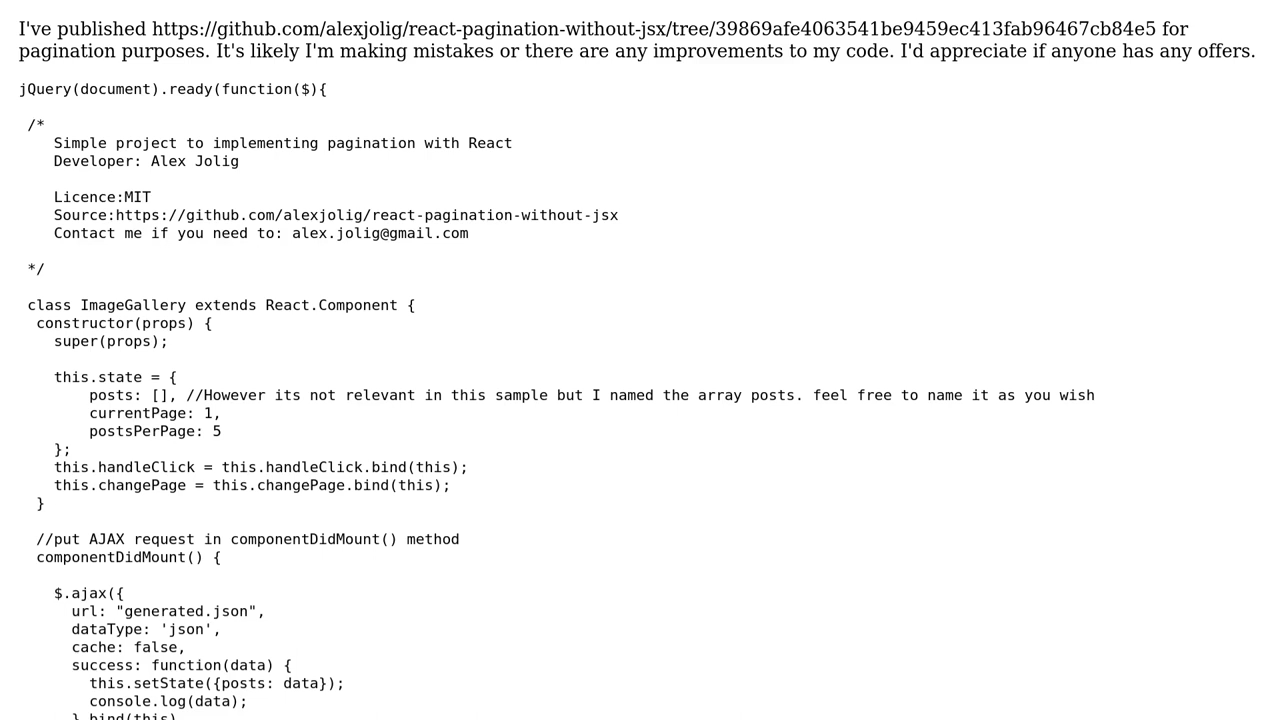 I've published https://github.com/alexjolig/react-pagination-without-jsx/tree/39869afe4063541be9459ec413fab96467cb84e5 for
pagination purposes. It's likely I'm making mistakes or there are any improvements to my code. I'd appreciate if anyone has any offers.
jQuery(document).ready(function($){
/*
Simple project to implementing pagination with React
Developer: Alex Jolig
Licence:MIT
Source:https://github.com/alexjolig/react-pagination-without-jsx
Contact me if you need to: alex.jolig@gmail.com
*/
class ImageGallery extends React.Component {
constructor(props) {
super(props);
this.state = {
posts: [], //However its not relevant in this sample but I named the array posts. feel free to name it as you wish
currentPage: 1,
postsPerPage: 5
};
this.handleClick = this.handleClick.bind(this);
this.changePage = this.changePage.bind(this);
}
//put AJAX request in componentDidMount() method
componentDidMount() {
$.ajax({
url: "generated.json",
dataType: 'json',
cache: false,
success: function(data) {
this.setState({posts: data});
console.log(data);
}.bind(this)